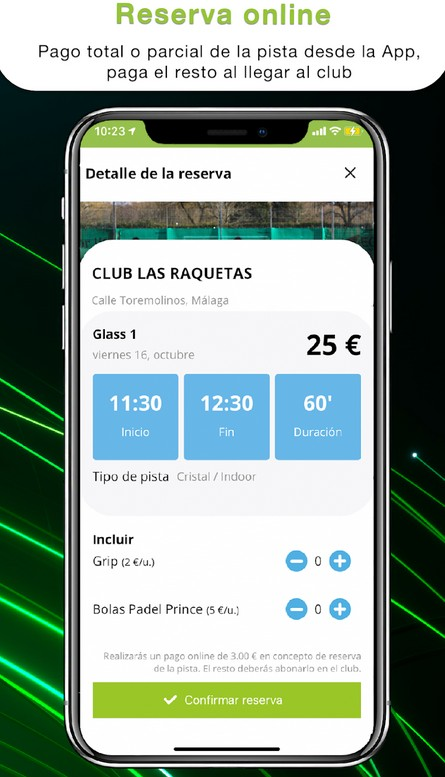 Reserva online
Pago total o parcial de la pista desde la App,
paga el resto al llegar al club
10:23
Detalle de la reserva
CLUB LAS RAQUETAS
Calle Toremolinos, Málaga
Glass 1
25 €
viernes 16, octubre
11:30 12:30 60'
Inicio Fin Duración
Tipo de pista Cristal / Indoor
Incluir
Grip (2 €/u.) 0
Bolas Padel Prince (5 €/u.) 0
Realizarás un pago online de 3.00 € en concepto de reserva
de la pista. El resto deberás abonarlo en el club.
Confirmar reserva